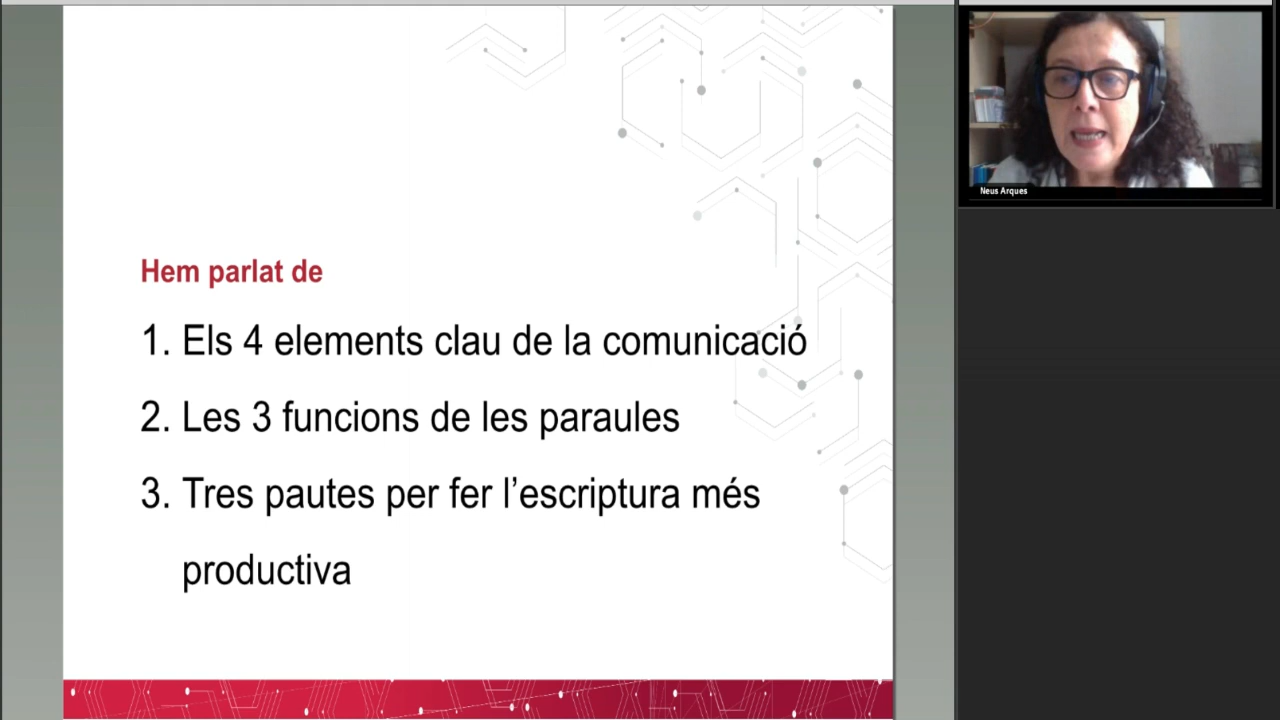 Hem parlat de
1. Els 4 elements clau de la comunicació
2. Les 3 funcions de les paraules
3. Tres pautes per fer l’escriptura més
productiva
Neus Arques